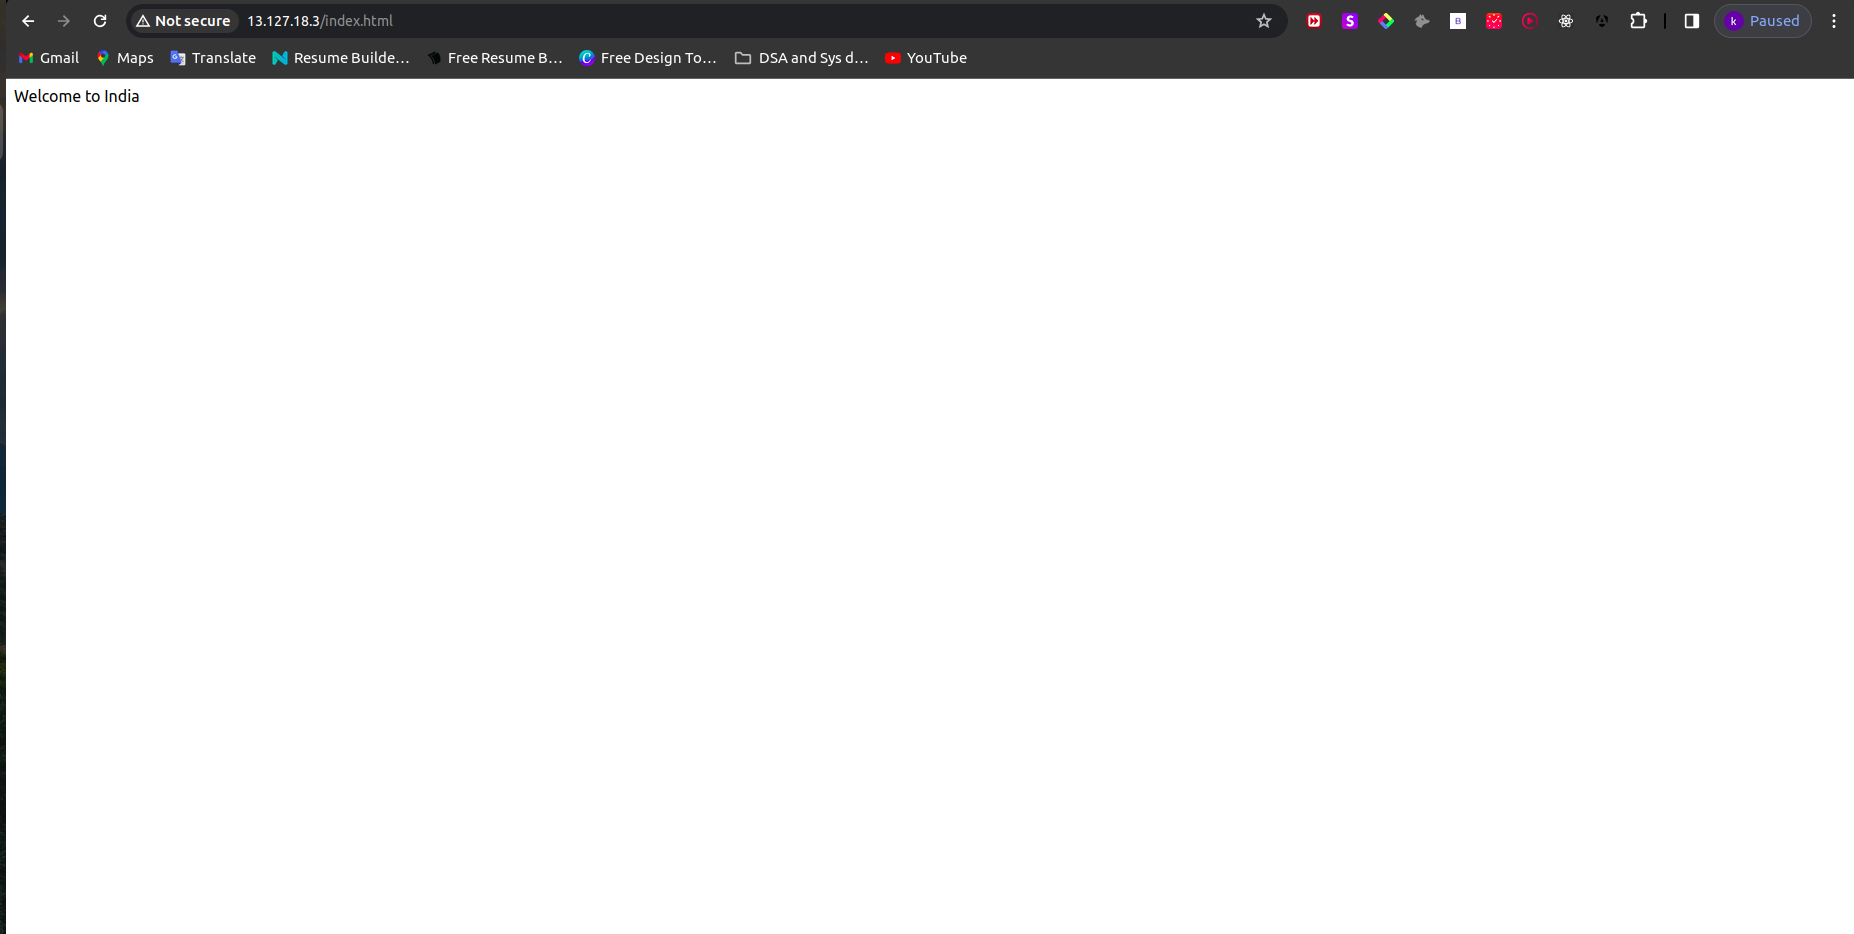 Not secure 13.127.18.3/index.html k Paused
Gmail Maps Translate Resume Builde... Free Resume B... Free Design To... DSA and Sys d... YouTube
Welcome to India